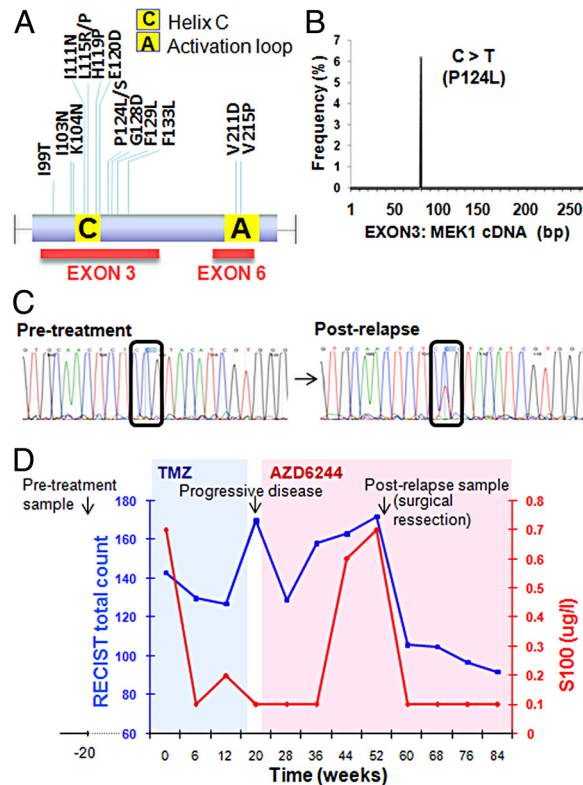 A
C Helix C
A Activation loop
I99T
I103N
K104N
I111N
L115R/P
H119P
E120D
P124L/S
G128D
F129L
F133L
V211D
V215P
C
A
EXON 3
EXON 6
B
Frequency (%)
7
6
5
4
3
2
1
0
C > T
(P124L)
1 50 100 150 200 250
EXON3: MEK1 cDNA (bp)
C
Pre-treatment
Post-relapse
D
TMZ
AZD6244
Pre-treatment
sample
Progressive disease
Post-relapse sample
(surgical
ressection)
RECIST total count
180
160
140
120
100
80
60
S100 (ug/l)
0.8
0.7
0.6
0.5
0.4
0.3
0.2
0.1
0
-20
0 6 12 20 28 36 44 52 60 68 76 84
Time (weeks)